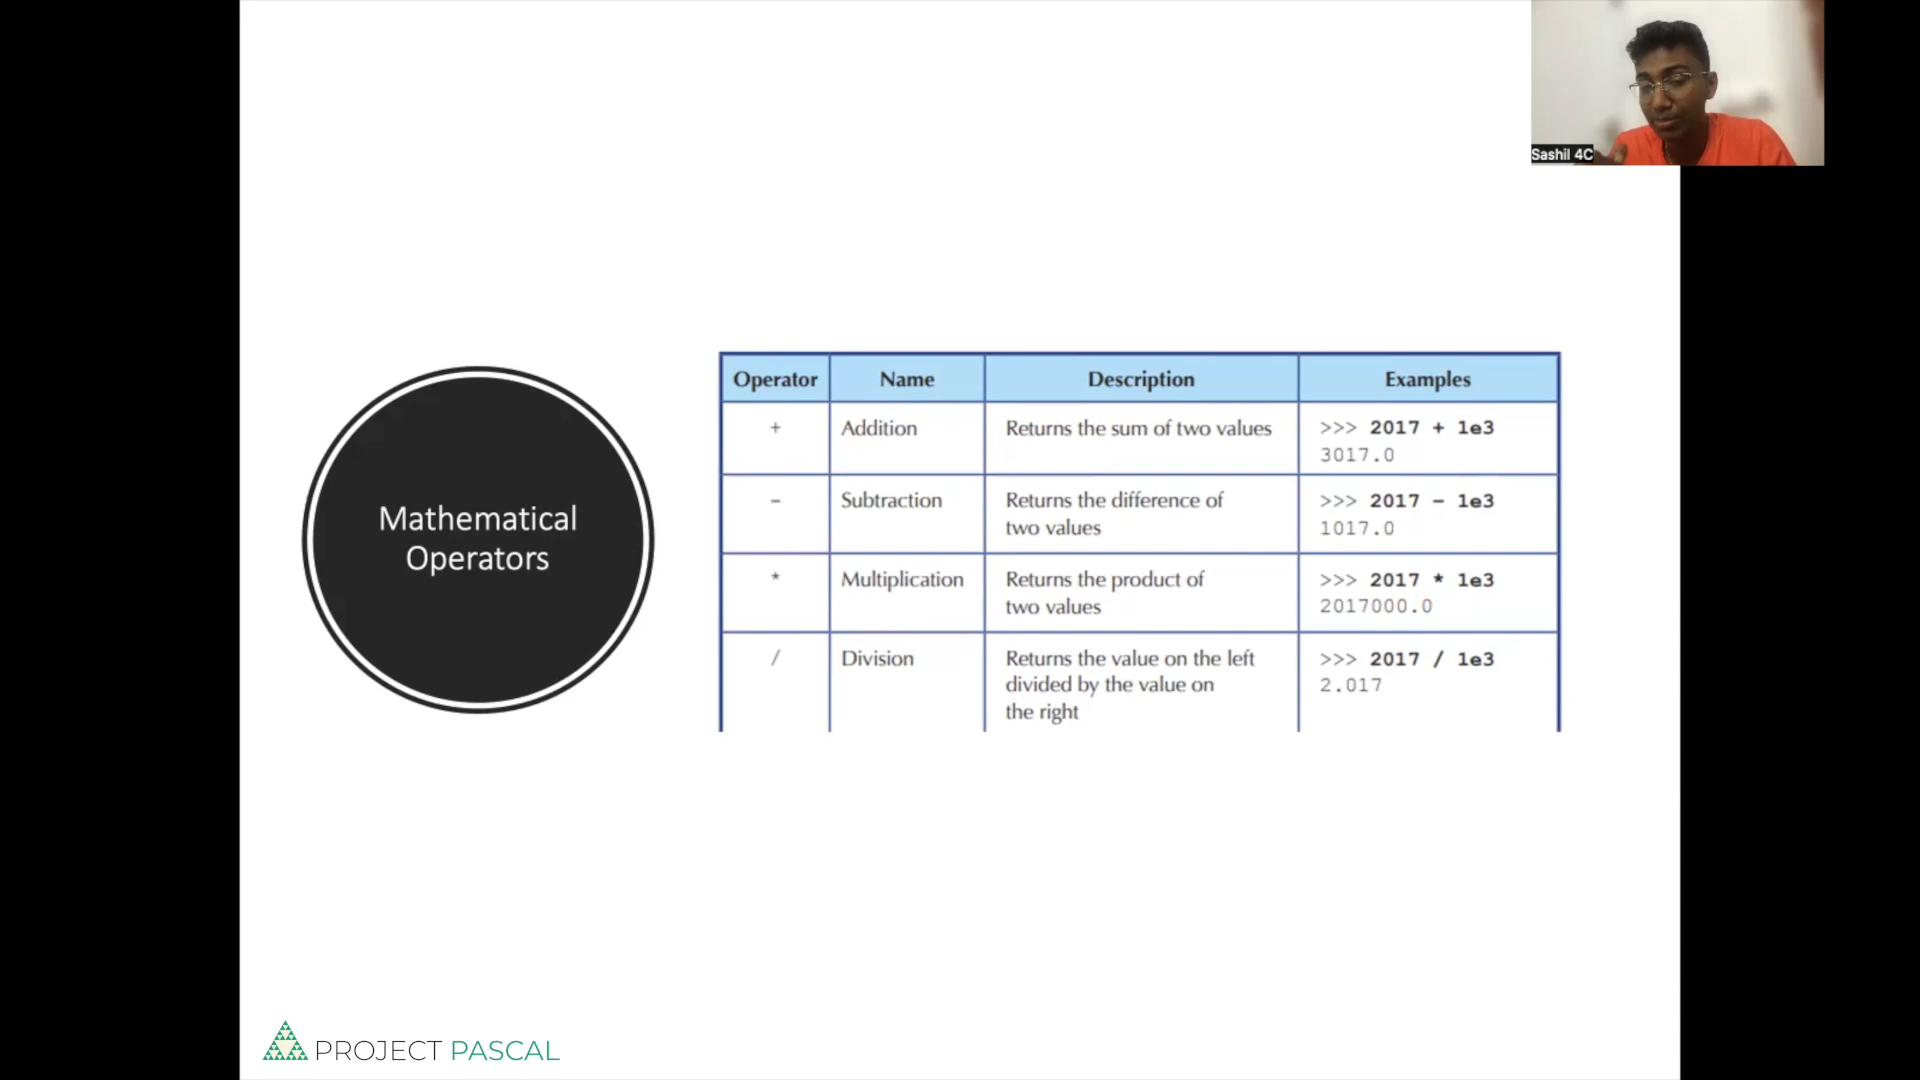 Sashil 4C
Mathematical
Operators
Operator Name Description Examples
+ Addition Returns the sum of two values >>> 2017 + 1e3
3017.0
− Subtraction Returns the difference of >>> 2017 − 1e3
two values 1017.0
* Multiplication Returns the product of >>> 2017 * 1e3
two values 2017000.0
/ Division Returns the value on the left >>> 2017 / 1e3
divided by the value on 2.017
the right
PROJECT PASCAL